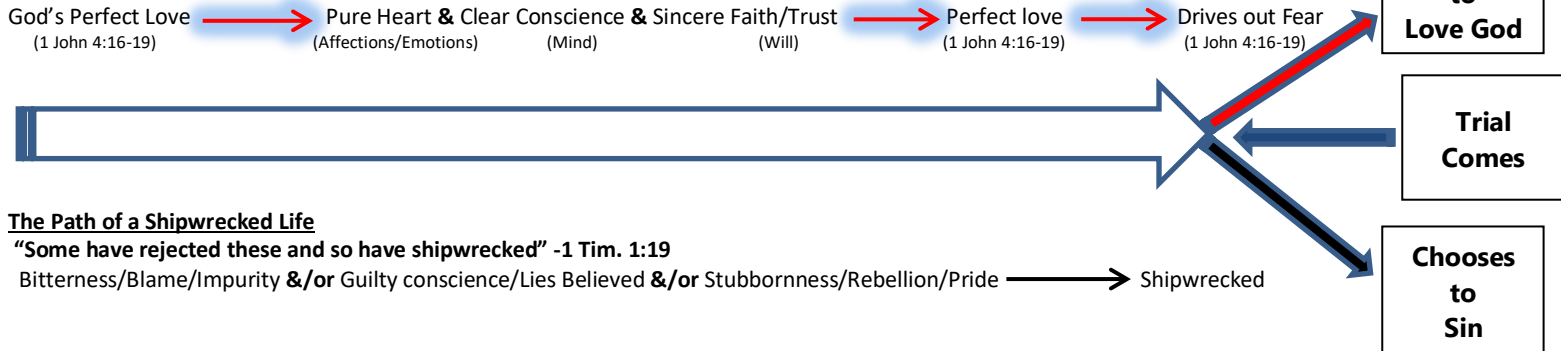 God's Perfect Love Pure Heart & Clear Conscience & Sincere Faith/Trust Perfect love Drives out Fear
(1 John 4:16-19) (Affections/Emotions) (Mind) (Will) (1 John 4:16-19) (1 John 4:16-19)
to
Love God
Trial
Comes
The Path of a Shipwrecked Life
“Some have rejected these and so have shipwrecked” -1 Tim. 1:19
Bitterness/Blame/Impurity &/or Guilty conscience/Lies Believed &/or Stubbornness/Rebellion/Pride Shipwrecked
Chooses
to
Sin